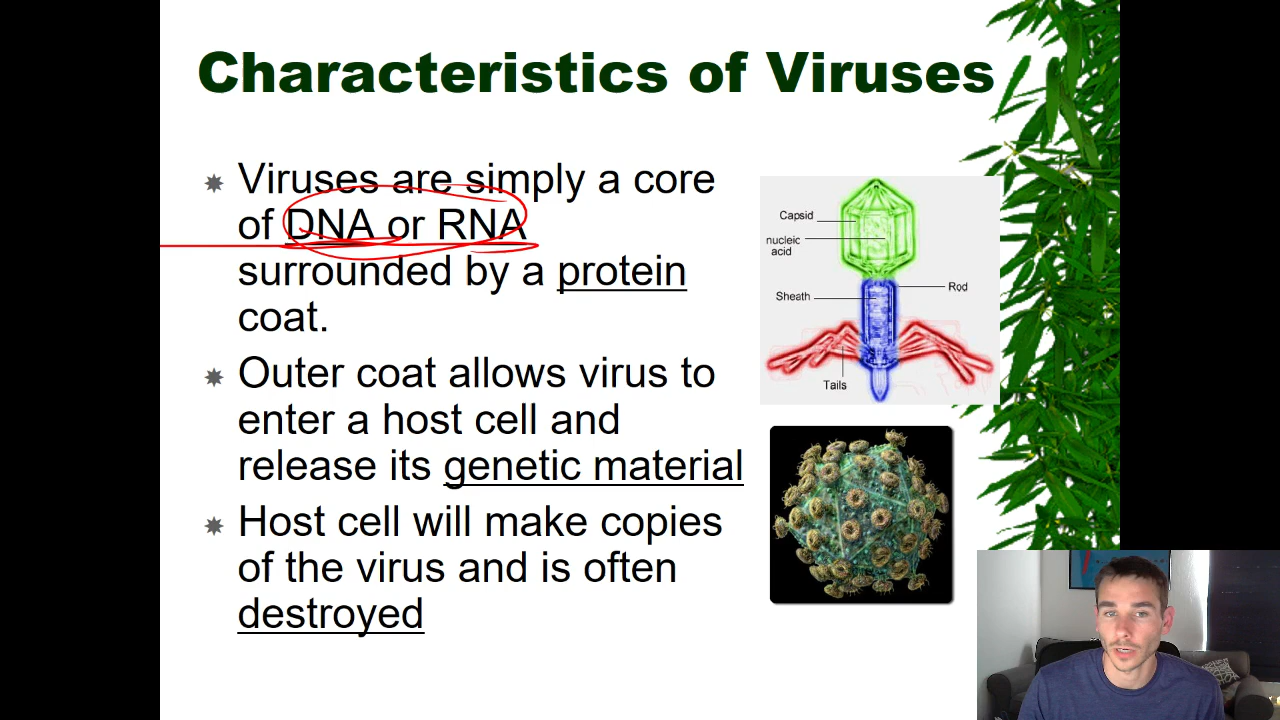 Characteristics of Viruses
Viruses are simply a core
of DNA or RNA
surrounded by a protein
coat.
Outer coat allows virus to
enter a host cell and
release its genetic material
Host cell will make copies
of the virus and is often
destroyed
Capsid
nucleic
acid
Sheath
Rod
Tails